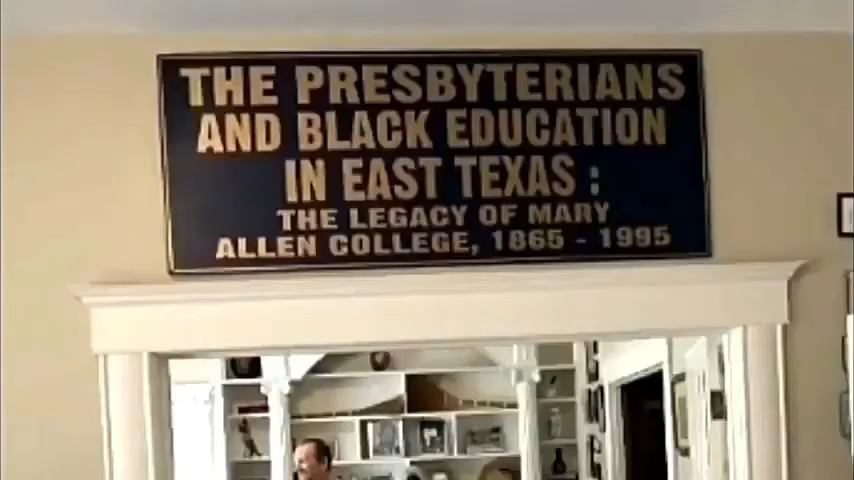 THE PRESBYTERIANS
AND BLACK EDUCATION
IN EAST TEXAS :
THE LEGACY OF MARY
ALLEN COLLEGE, 1865 - 1995